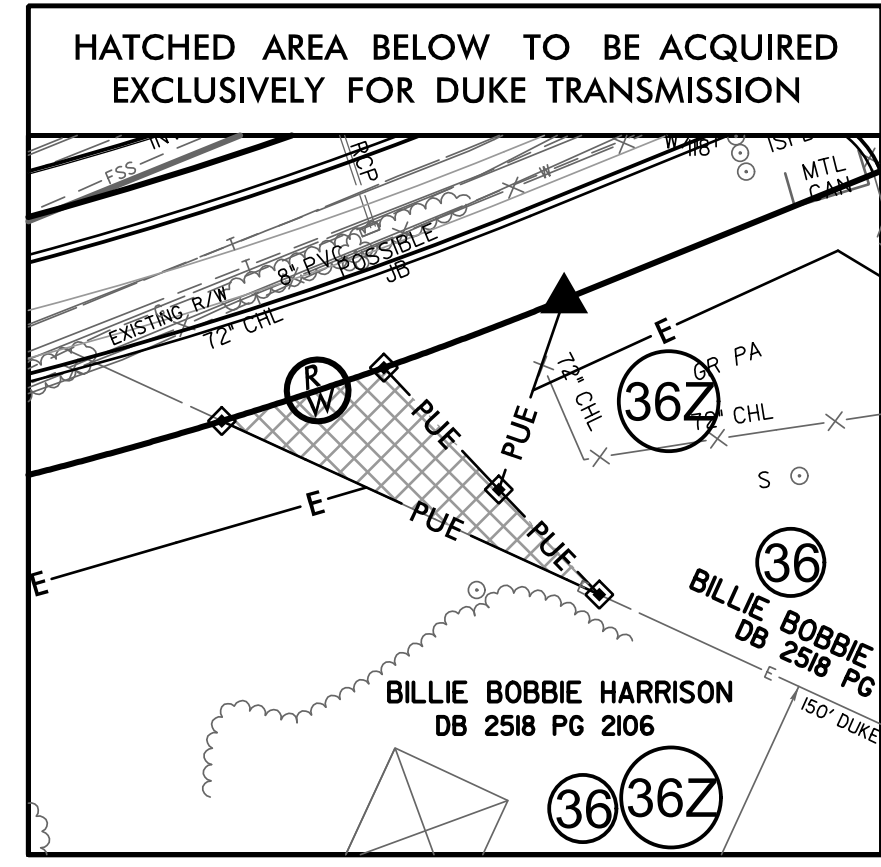 HATCHED AREA BELOW TO BE ACQUIRED
EXCLUSIVELY FOR DUKE TRANSMISSION
FSS
RCP
W
MTL
CAN
T
T
8" PVC
POSSIBLE
JB
EXISTING R/W
72" CHL
R
W
E
GR PA
36Z
72" CHL
72" CHL
PUE
PUE
PUE
PUE
E
E
S
36
BILLIE BOBBIE
DB 2518 PG
E
150' DUKE
BILLIE BOBBIE HARRISON
DB 2518 PG 2106
36
36Z